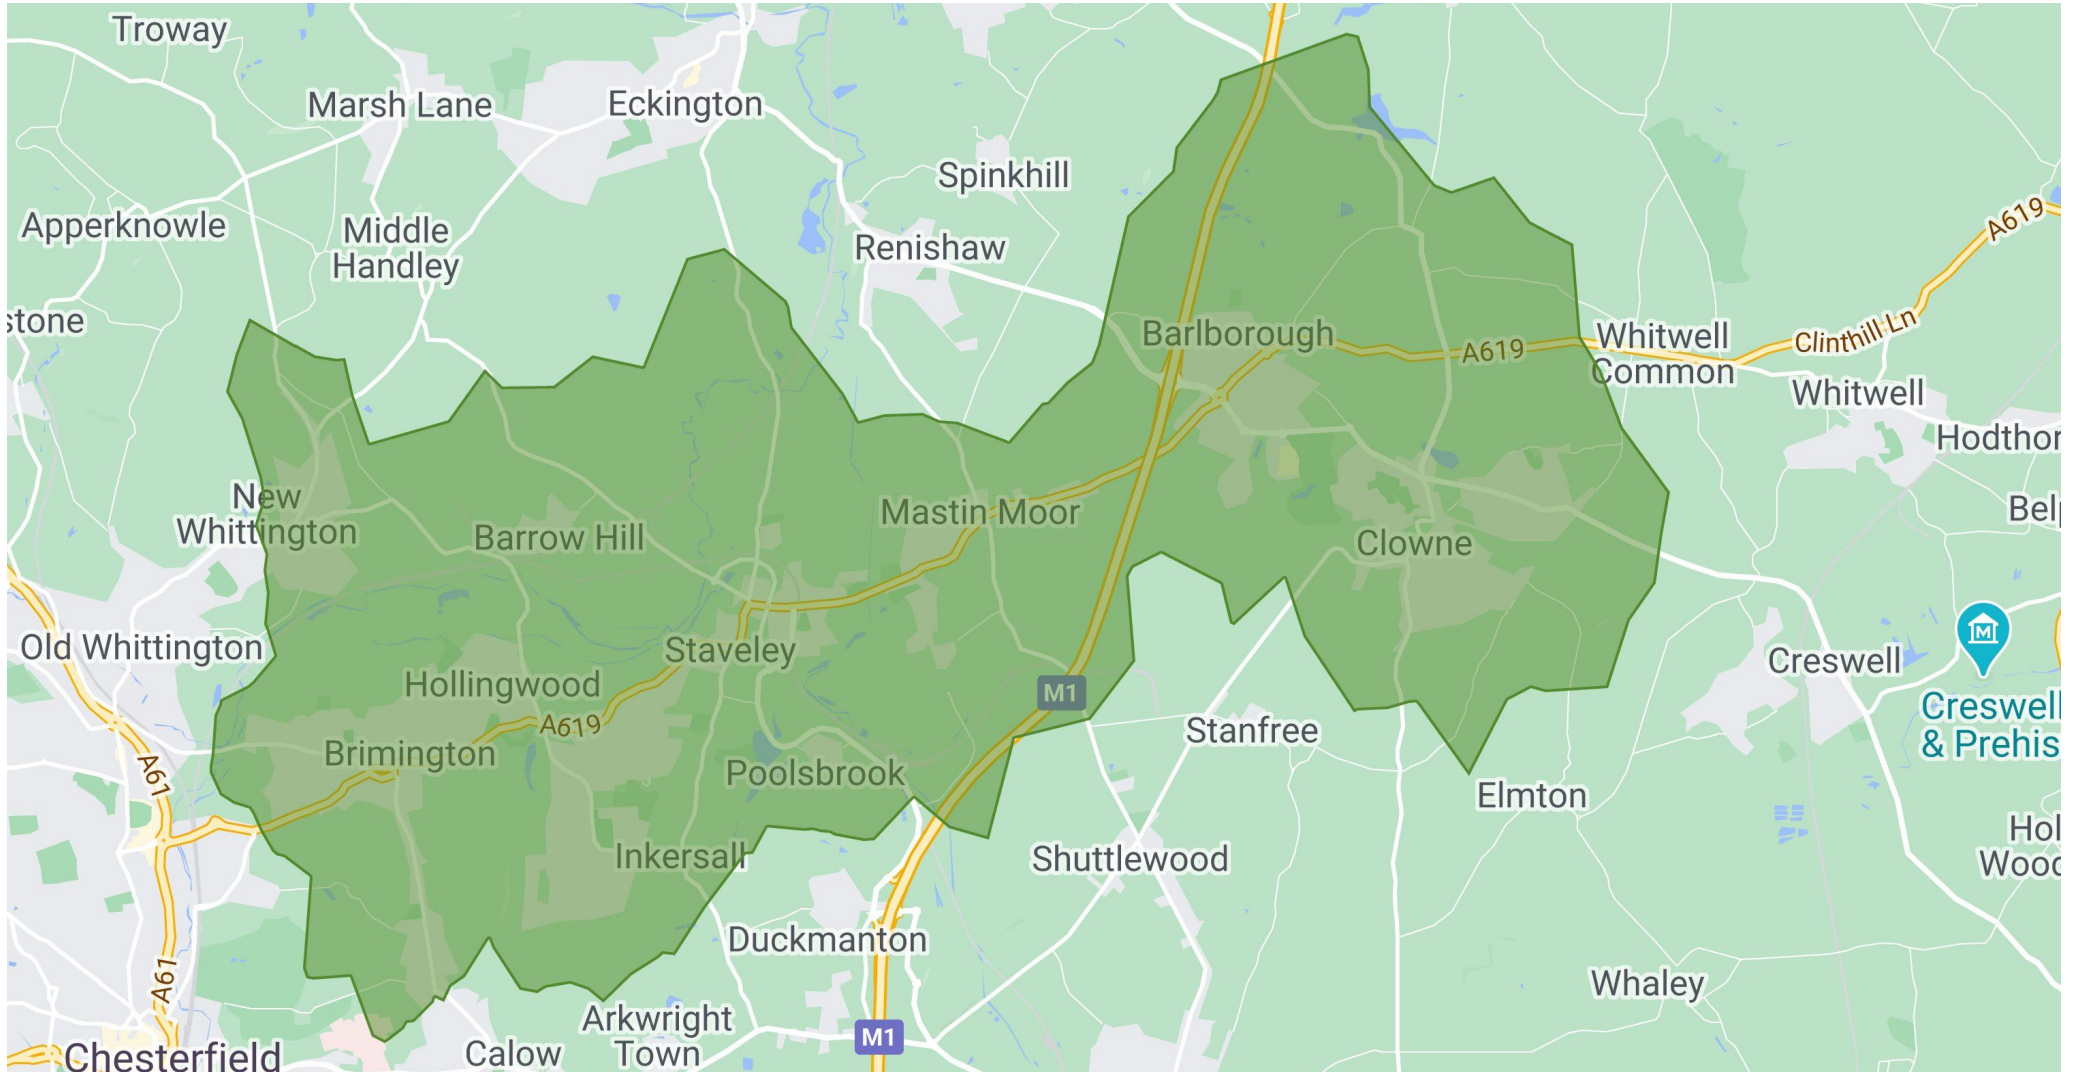 Troway
Marsh Lane
Eckington
Spinkhill
Apperknowle
Middle
Handley
Renishaw
A619
stone
Barlborough
A619
Whitwell
Common
Clinthill Ln
Whitwell
Hodthor
New
Whittington
Barrow Hill
Mastin Moor
Clowne
Bel
Old Whittington
Staveley
Hollingwood
M1
Creswell
A619
Stanfree
Creswell
& Prehis
Brimington
Poolsbrook
A61
Elmton
Inkersall
Shuttlewood
Hol
Wood
Duckmanton
A61
Whaley
Arkwright
Town
M1
Calow
Chesterfield